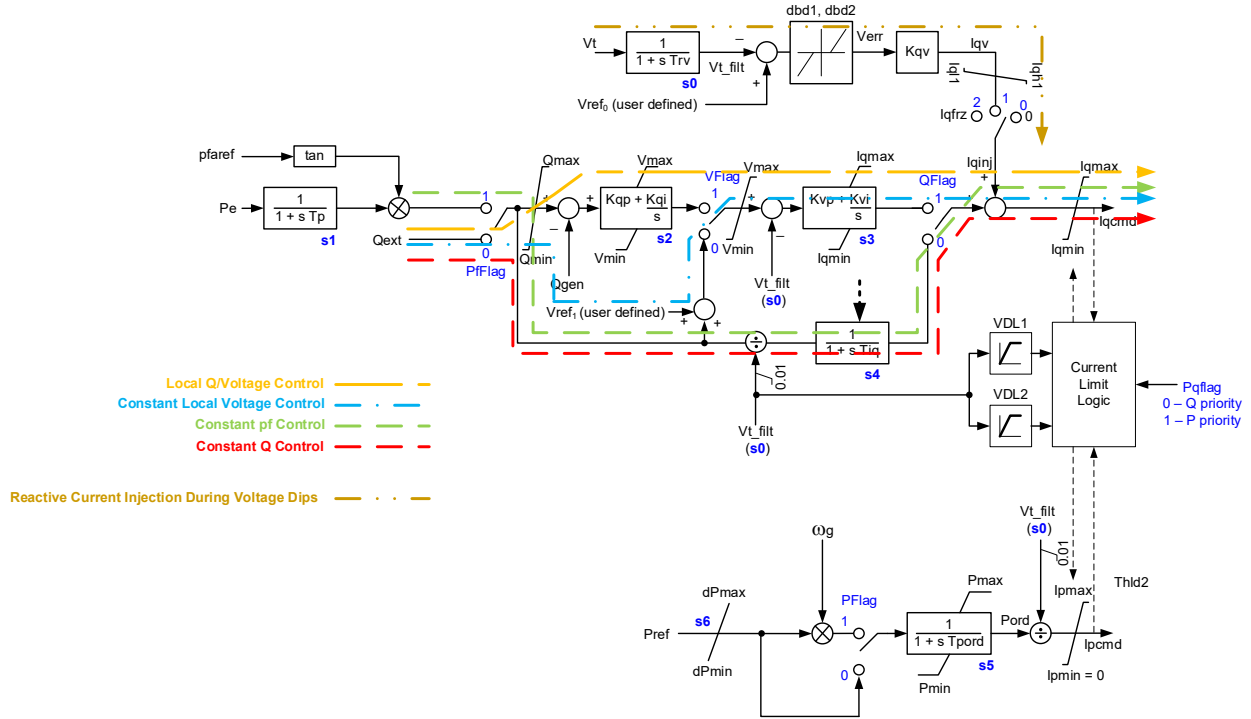 dbd1, dbd2
Vt
1
1 + s Trv
s0
−
Vt_filt
+
Verr
Kqv
Iqv
Iql1
Iqh1
Vref0 (user defined)
Iqfrz
2
1
0
0
pfaref
tan
Pe
1
1 + s Tp
s1
Qext
1
0
PfFlag
Qmax
Qmin
+
−
Qgen
+
Vmax
Kqp + Kqi
s
s2
Vmin
VFlag
1
0
Vmax
Vmin
+
−
Vt_filt
(s0)
Iqmax
Kvp + Kvi
s
s3
Iqmin
QFlag
1
0
Iqinj
+
+
Iqmax
Iqmin
Iqcmd
Vref1 (user defined)
+
+
÷
1
1 + s Tiq
s4
0.01
Vt_filt
(s0)
VDL1
VDL2
Current
Limit
Logic
Pqflag
0 – Q priority
1 – P priority
Local Q/Voltage Control
Constant Local Voltage Control
Constant pf Control
Constant Q Control
Reactive Current Injection During Voltage Dips
ωg
Vt_filt
(s0)
0.01
Pref
s6
dPmax
dPmin
PFlag
1
0
Pmax
1
1 + s Tpord
s5
Pmin
Pord
÷
Ipmax
Thld2
Ipcmd
Ipmin = 0